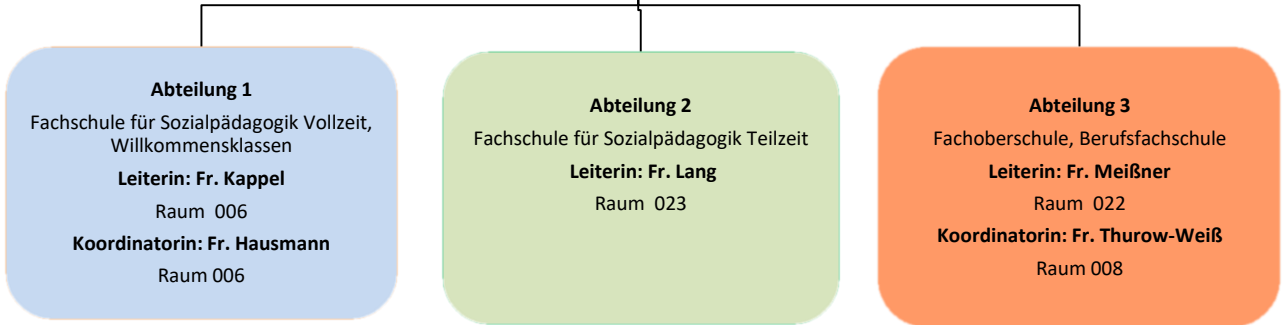 Abteilung 1
Fachschule für Sozialpädagogik Vollzeit,
Willkommensklassen
Leiterin: Fr. Kappel
Raum 006
Koordinatorin: Fr. Hausmann
Raum 006
Abteilung 2
Fachschule für Sozialpädagogik Teilzeit
Leiterin: Fr. Lang
Raum 023
Abteilung 3
Fachoberschule, Berufsfachschule
Leiterin: Fr. Meißner
Raum 022
Koordinatorin: Fr. Thurow-Weiß
Raum 008